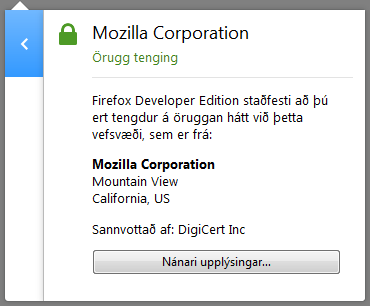 Mozilla Corporation
Örugg tenging
Firefox Developer Edition staðfesti að þú
ert tengdur á öruggan hátt við þetta
vefsvæði, sem er frá:
Mozilla Corporation
Mountain View
California, US
Sannvottað af: DigiCert Inc
Nánari upplýsingar...